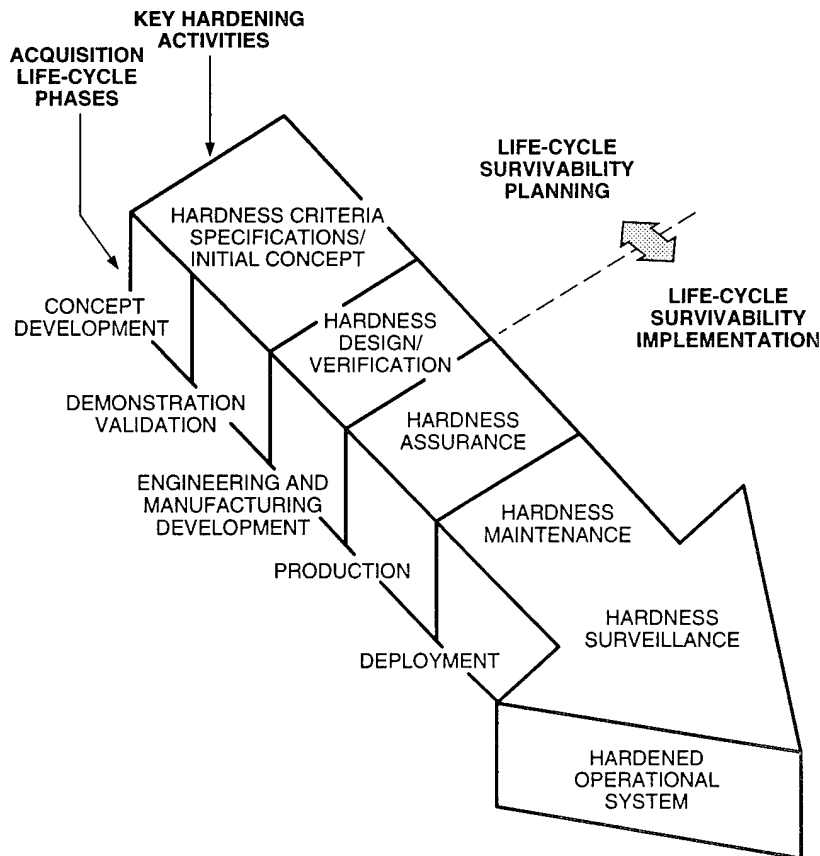 KEY HARDENING
ACTIVITIES
ACQUISITION
LIFE-CYCLE
PHASES
LIFE-CYCLE
SURVIVABILITY
PLANNING
LIFE-CYCLE
SURVIVABILITY
IMPLEMENTATION
HARDNESS CRITERIA
SPECIFICATIONS/
INITIAL CONCEPT
HARDNESS
DESIGN/
VERIFICATION
HARDNESS
ASSURANCE
HARDNESS
MAINTENANCE
HARDNESS
SURVEILLANCE
CONCEPT
DEVELOPMENT
DEMONSTRATION
VALIDATION
ENGINEERING AND
MANUFACTURING
DEVELOPMENT
PRODUCTION
DEPLOYMENT
HARDENED
OPERATIONAL
SYSTEM